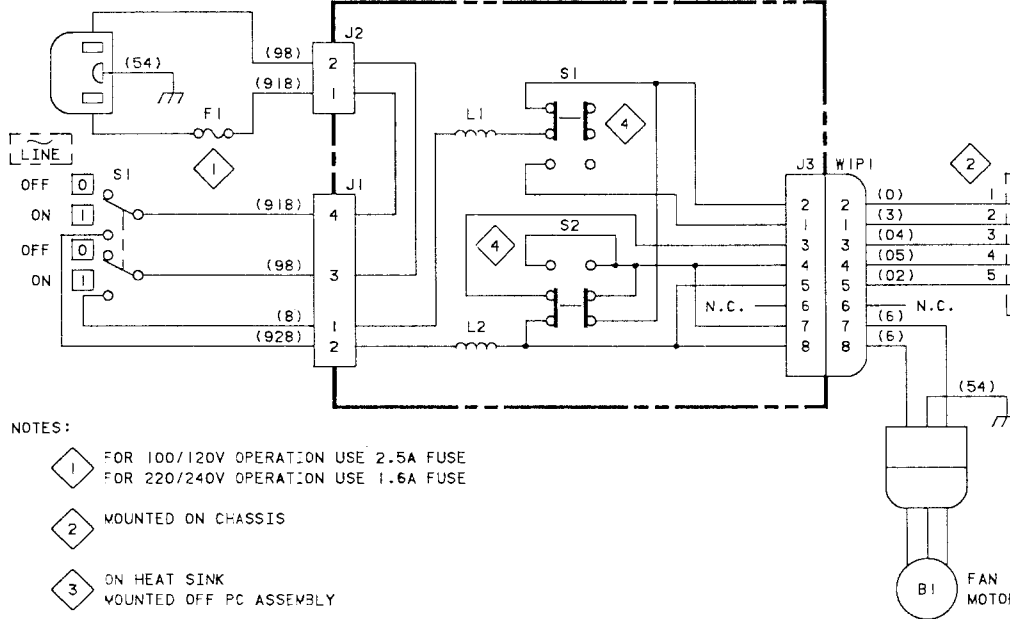 J2
(98) 2
(54)
(918) 1
F1
LINE
1
S1
OFF 0
ON 1
OFF 0
ON 1
J1
(918) 4
(98) 3
(8) 1
(928) 2
L1
S1
4
S2
4
L2
J3 W1P1
2 2 (0) 1
1 1 (3) 2
3 3 (04) 3
4 4 (05) 4
5 5 (02) 5
N.C. 6 6 N.C.
7 7 (6)
8 8 (6)
2
(54)
B1
FAN
MOTOR
NOTES:
1 FOR 100/120V OPERATION USE 2.5A FUSE
FOR 220/240V OPERATION USE 1.6A FUSE
2 MOUNTED ON CHASSIS
3 ON HEAT SINK
MOUNTED OFF PC ASSEMBLY